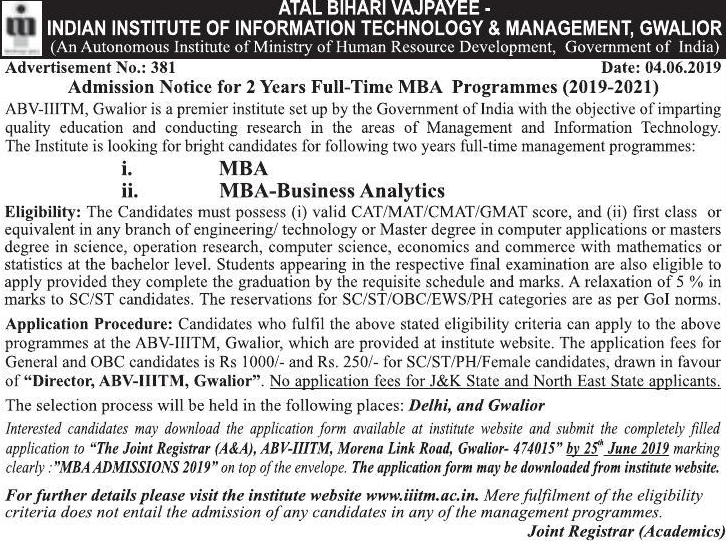 ATAL BIHARI VAJPAYEE -
INDIAN INSTITUTE OF INFORMATION TECHNOLOGY & MANAGEMENT, GWALIOR
(An Autonomous Institute of Ministry of Human Resource Development, Government of India)
Advertisement No.: 381 Date: 04.06.2019
Admission Notice for 2 Years Full-Time MBA Programmes (2019-2021)
ABV-IIITM, Gwalior is a premier institute set up by the Government of India with the objective of imparting
quality education and conducting research in the areas of Management and Information Technology.
The Institute is looking for bright candidates for following two years full-time management programmes:
i. MBA
ii. MBA-Business Analytics
Eligibility: The Candidates must possess (i) valid CAT/MAT/CMAT/GMAT score, and (ii) first class or
equivalent in any branch of engineering/ technology or Master degree in computer applications or masters
degree in science, operation research, computer science, economics and commerce with mathematics or
statistics at the bachelor level. Students appearing in the respective final examination are also eligible to
apply provided they complete the graduation by the requisite schedule and marks. A relaxation of 5 % in
marks to SC/ST candidates. The reservations for SC/ST/OBC/EWS/PH categories are as per GoI norms.
Application Procedure: Candidates who fulfil the above stated eligibility criteria can apply to the above
programmes at the ABV-IIITM, Gwalior, which are provided at institute website. The application fees for
General and OBC candidates is Rs 1000/- and Rs. 250/- for SC/ST/PH/Female candidates, drawn in favour
of “Director, ABV-IIITM, Gwalior”. No application fees for J&K State and North East State applicants.
The selection process will be held in the following places: Delhi, and Gwalior
Interested candidates may download the application form available at institute website and submit the completely filled
application to “The Joint Registrar (A&A), ABV-IIITM, Morena Link Road, Gwalior- 474015” by 25th June 2019 marking
clearly :”MBA ADMISSIONS 2019” on top of the envelope. The application form may be downloaded from institute website.
For further details please visit the institute website www.iiitm.ac.in. Mere fulfilment of the eligibility
criteria does not entail the admission of any candidates in any of the management programmes.
Joint Registrar (Academics)